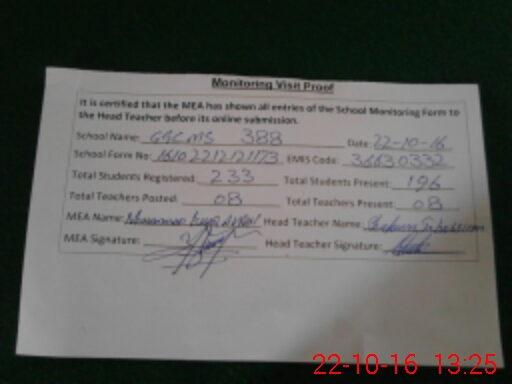 Monitoring Visit Proof
It is certified that the MEA has shown all entries of the School Monitoring Form to
the Head Teacher before its online submission.
School Name: 388 Date: 22-10-16
School Form No: EMIS Code: 36630332
Total Students Registered: 233 Total Students Present: 196
Total Teachers Posted: 08 Total Teachers Present: 08
MEA Name: Head Teacher Name:
MEA Signature: Head Teacher Signature:
22-10-16 13:25